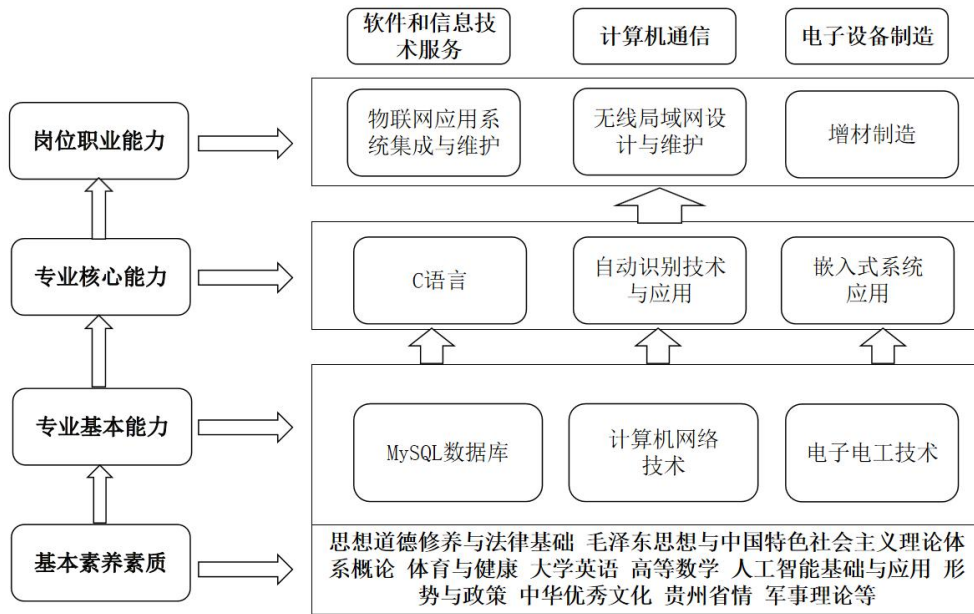 软件和信息技
术服务
计算机通信
电子设备制造
岗位职业能力
物联网应用系
统集成与维护
无线局域网设
计与维护
增材制造
专业核心能力
C语言
自动识别技术
与应用
嵌入式系统
应用
专业基本能力
MySQL数据库
计算机网络
技术
电子电工技术
基本素养素质
思想道德修养与法律基础 毛泽东思想与中国特色社会主义理论体
系概论 体育与健康 大学英语 高等数学 人工智能基础与应用 形
势与政策 中华优秀文化 贵州省情 军事理论等